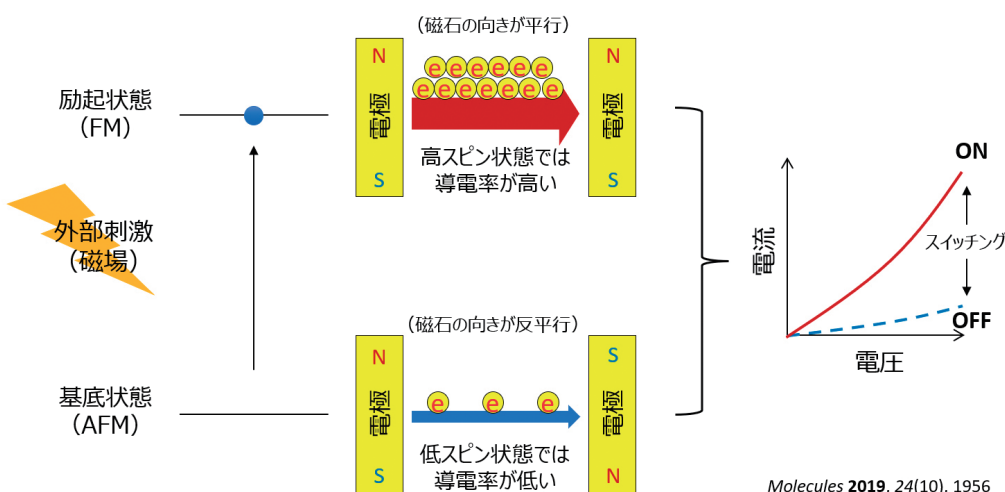 (磁石の向きが平行)
励起状態
(FM)
N
電極
S
e e e e e e
e e e e e e e
高スピン状態では
導電率が高い
N
電極
S
外部刺激
(磁場)
(磁石の向きが反平行)
基底状態
(AFM)
N
電極
S
e e e
低スピン状態では
導電率が低い
S
電極
N
電流
ON
スイッチング
OFF
電圧
Molecules 2019, 24(10), 1956